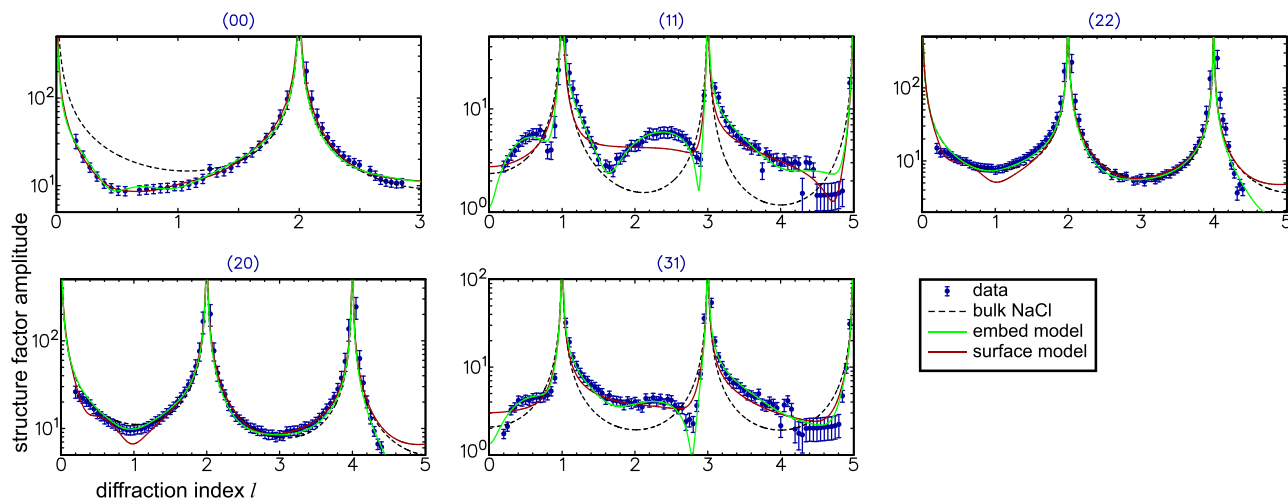 (00)
(11)
(22)
10²
10¹
0 1 2 3
10¹
10⁰
0 1 2 3 4 5
10²
10¹
0 1 2 3 4 5
structure factor amplitude
(20)
(31)
10²
10¹
0 1 2 3 4 5
10²
10¹
10⁰
0 1 2 3 4 5
data
bulk NaCl
embed model
surface model
diffraction index l